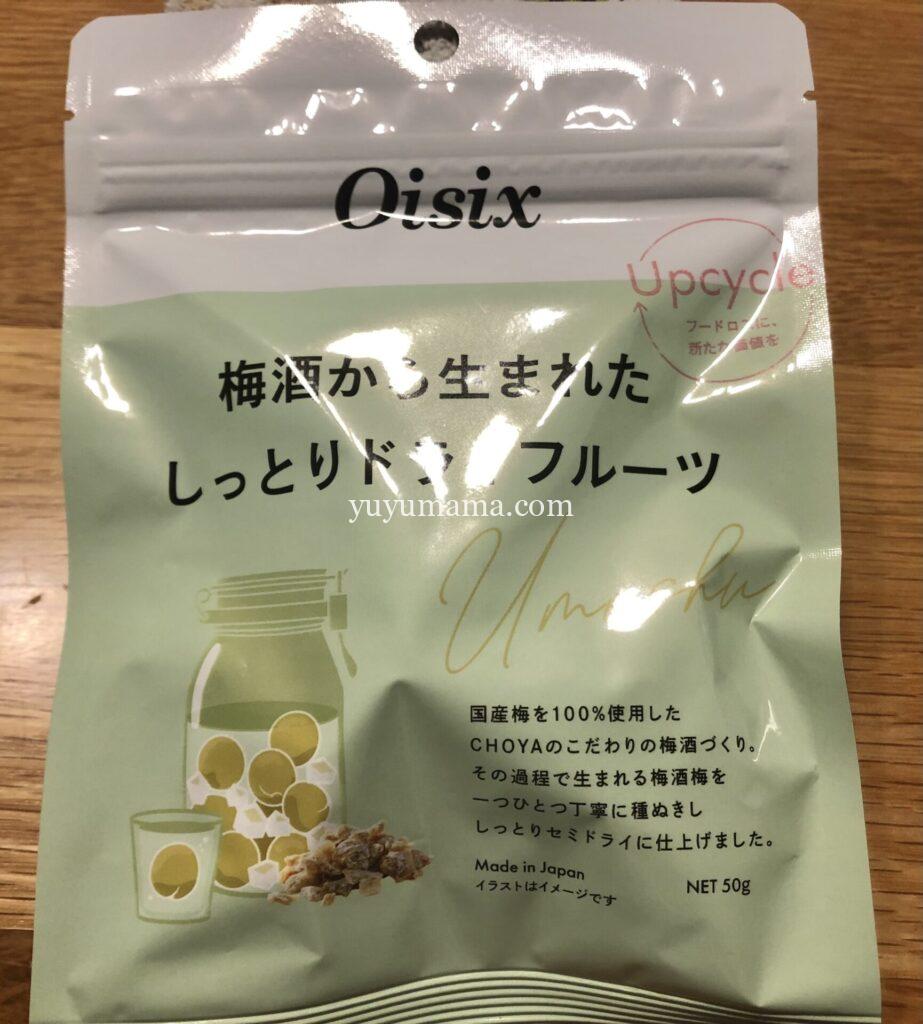 Oisix
Upcycle
フードロスに、
新たな価値を
梅酒から生まれた
しっとりドライフルーツ
yuyumama.com
国産梅を100%使用した
CHOYAのこだわりの梅酒づくり。
その過程で生まれる梅酒梅を
一つひとつ丁寧に種ぬきし
しっとりセミドライに仕上げました。
Made in Japan
イラストはイメージです
NET 50g